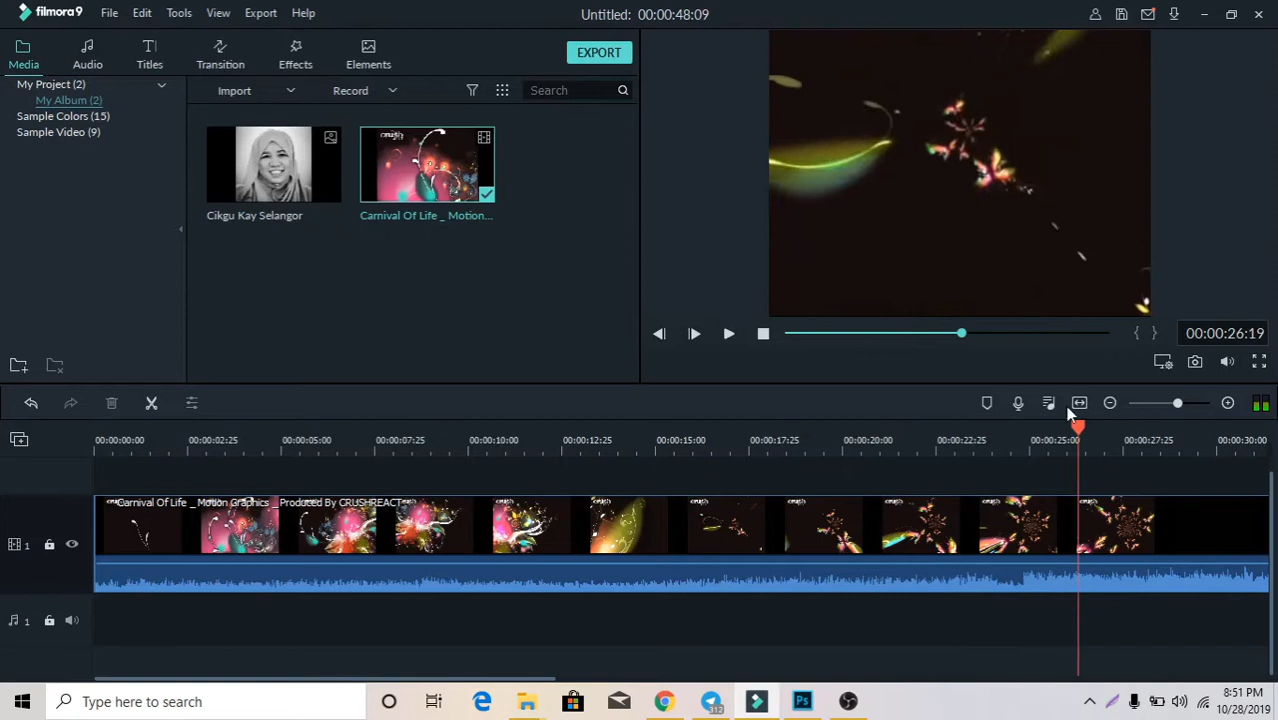 filmora9 File Edit Tools View Export Help Untitled: 00:00:48:09
Media Audio Titles Transition Effects Elements EXPORT
My Project (2)
My Album (2)
Sample Colors (15)
Sample Video (9)
Import Record Search
Cikgu Kay Selangor
Carnival Of Life _ Motion...
00:00:26:19
00:00:00:00 00:00:02:25 00:00:05:00 00:00:07:25 00:00:10:00 00:00:12:25 00:00:15:00 00:00:17:25 00:00:20:00 00:00:22:25 00:00:25:00 00:00:27:25 00:00:30:00
Carnival Of Life _ Motion Graphics _ Produced By CRUSHREACT
1
1
Type here to search
312
8:31 PM
10/28/2019